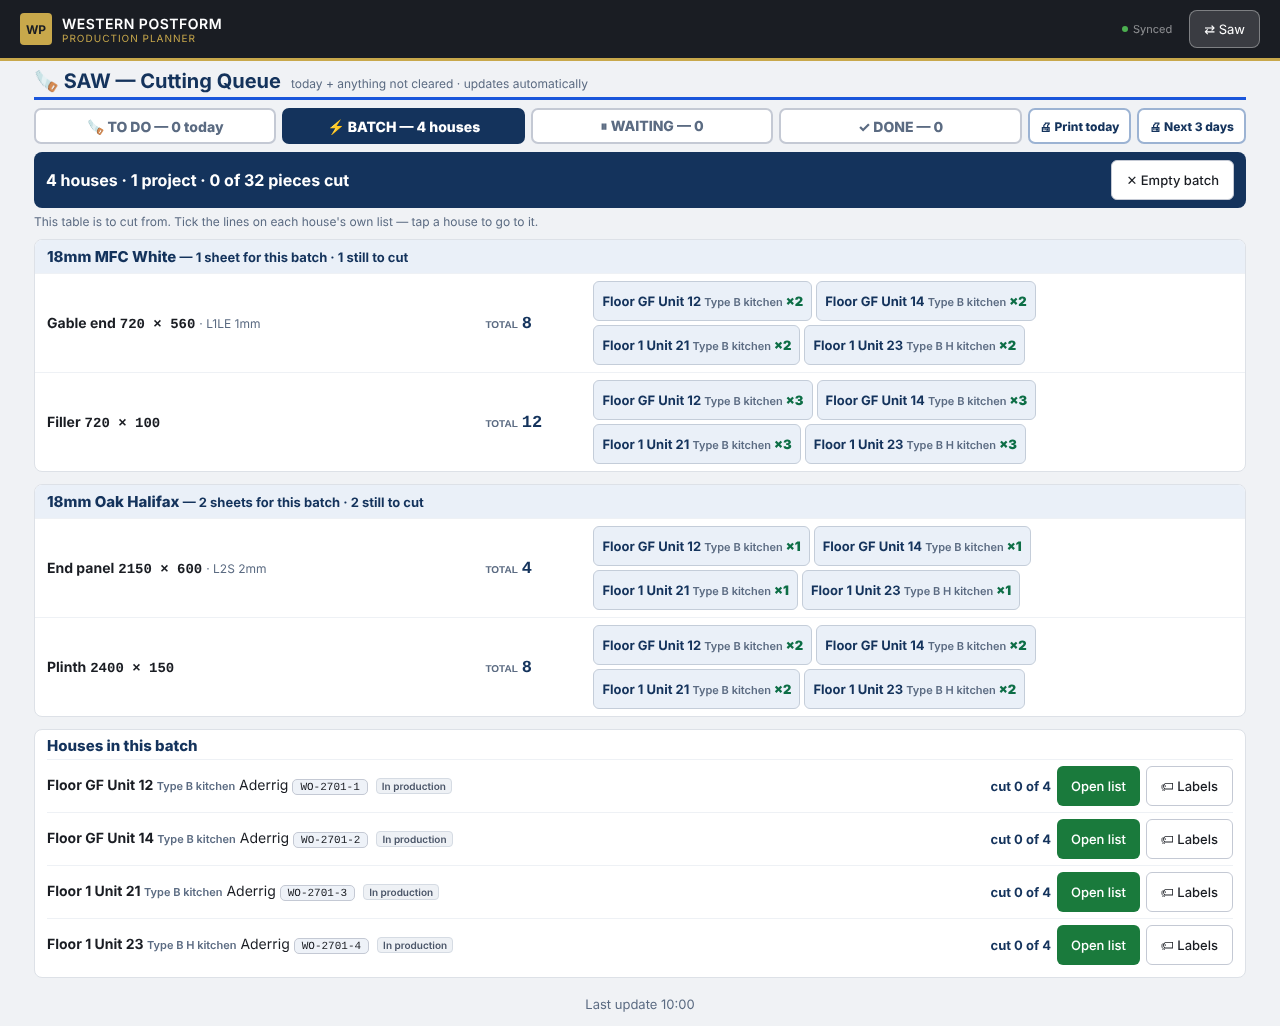 WP
WESTERN POSTFORM
PRODUCTION PLANNER
Synced
⇄ Saw
🪚 SAW — Cutting Queue today + anything not cleared · updates automatically
🪚 TO DO — 0 today
⚡ BATCH — 4 houses
⏸ WAITING — 0
✓ DONE — 0
🖨 Print today
🖨 Next 3 days
4 houses · 1 project · 0 of 32 pieces cut
✕ Empty batch
This table is to cut from. Tick the lines on each house's own list — tap a house to go to it.
18mm MFC White — 1 sheet for this batch · 1 still to cut
Gable end 720 × 560 · L1LE 1mm
TOTAL 8
Floor GF Unit 12 Type B kitchen ×2
Floor GF Unit 14 Type B kitchen ×2
Floor 1 Unit 21 Type B kitchen ×2
Floor 1 Unit 23 Type B H kitchen ×2
Filler 720 × 100
TOTAL 12
Floor GF Unit 12 Type B kitchen ×3
Floor GF Unit 14 Type B kitchen ×3
Floor 1 Unit 21 Type B kitchen ×3
Floor 1 Unit 23 Type B H kitchen ×3
18mm Oak Halifax — 2 sheets for this batch · 2 still to cut
End panel 2150 × 600 · L2S 2mm
TOTAL 4
Floor GF Unit 12 Type B kitchen ×1
Floor GF Unit 14 Type B kitchen ×1
Floor 1 Unit 21 Type B kitchen ×1
Floor 1 Unit 23 Type B H kitchen ×1
Plinth 2400 × 150
TOTAL 8
Floor GF Unit 12 Type B kitchen ×2
Floor GF Unit 14 Type B kitchen ×2
Floor 1 Unit 21 Type B kitchen ×2
Floor 1 Unit 23 Type B H kitchen ×2
Houses in this batch
Floor GF Unit 12 Type B kitchen Aderrig WO-2701-1 In production
cut 0 of 4
Open list
🏷 Labels
Floor GF Unit 14 Type B kitchen Aderrig WO-2701-2 In production
cut 0 of 4
Open list
🏷 Labels
Floor 1 Unit 21 Type B kitchen Aderrig WO-2701-3 In production
cut 0 of 4
Open list
🏷 Labels
Floor 1 Unit 23 Type B H kitchen Aderrig WO-2701-4 In production
cut 0 of 4
Open list
🏷 Labels
Last update 10:00